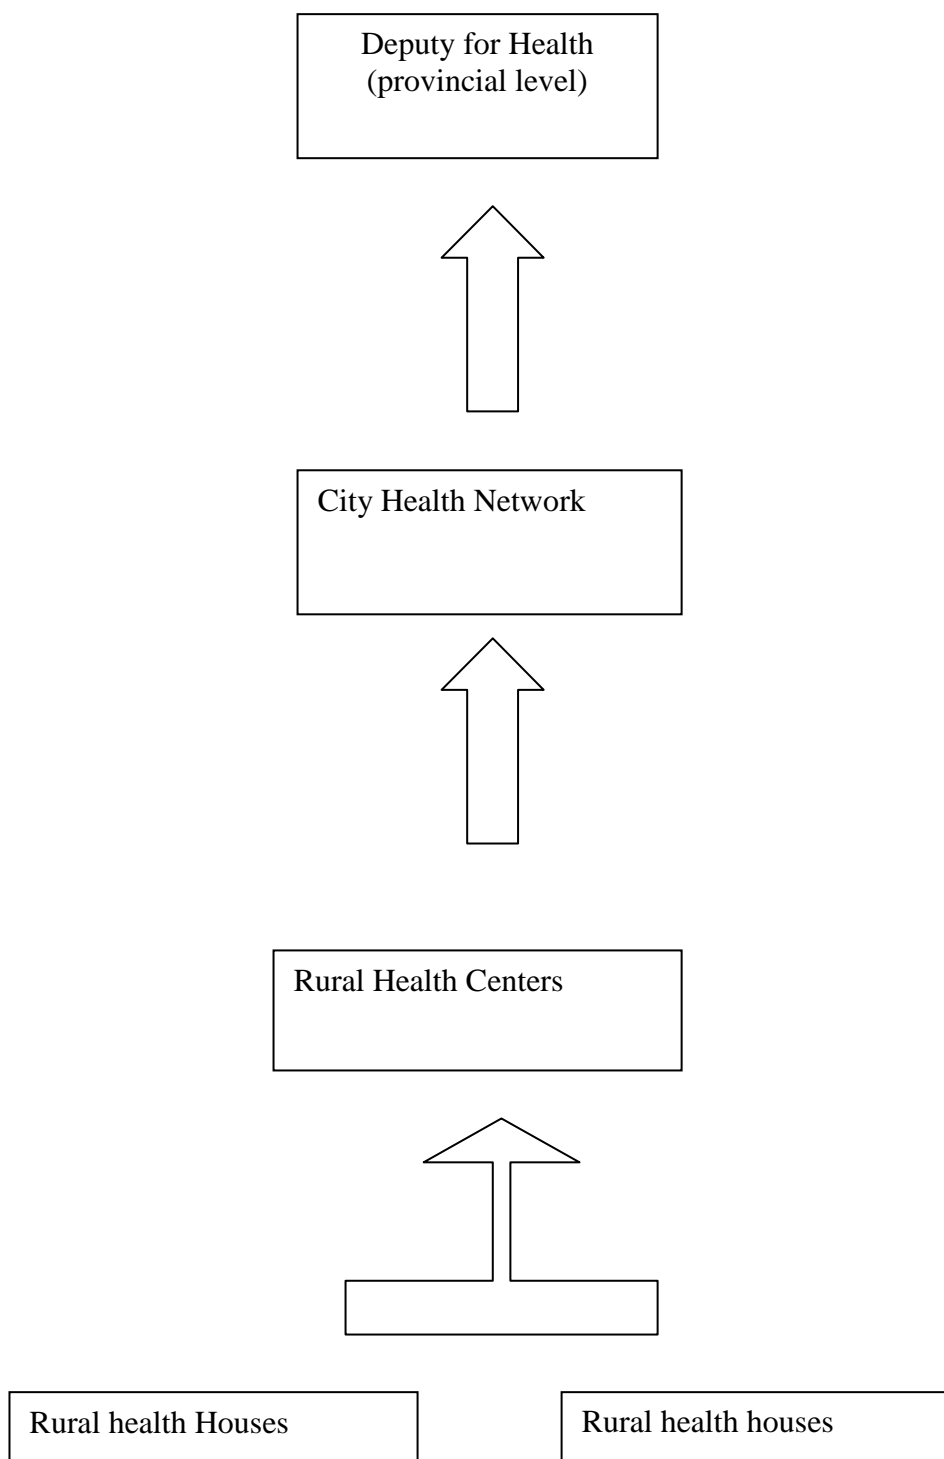 Deputy for Health
(provincial level)
City Health Network
Rural Health Centers
Rural health Houses
Rural health houses